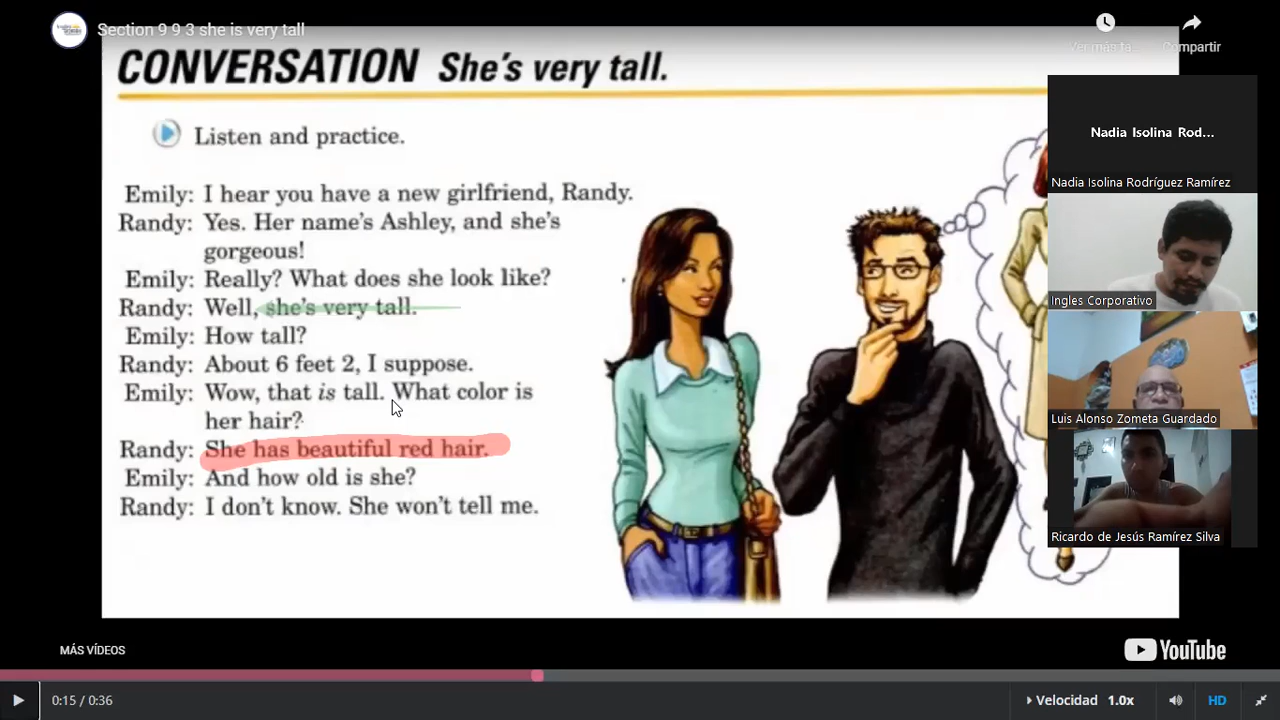 Section 9 9 3 she is very tall
Compartir
CONVERSATION She's very tall.
Listen and practice.
Emily: I hear you have a new girlfriend, Randy.
Randy: Yes. Her name's Ashley, and she's
gorgeous!
Emily: Really? What does she look like?
Randy: Well, she's very tall.
Emily: How tall?
Randy: About 6 feet 2, I suppose.
Emily: Wow, that is tall. What color is
her hair?
Randy: She has beautiful red hair.
Emily: And how old is she?
Randy: I don't know. She won't tell me.
Nadia Isolina Rod...
Nadia Isolina Rodríguez Ramírez
Ingles Corporativo
Luis Alonso Zometa Guardado
Ricardo de Jesús Ramírez Silva
MÁS VÍDEOS
YouTube
0:15 / 0:36
Velocidad 1.0x
HD